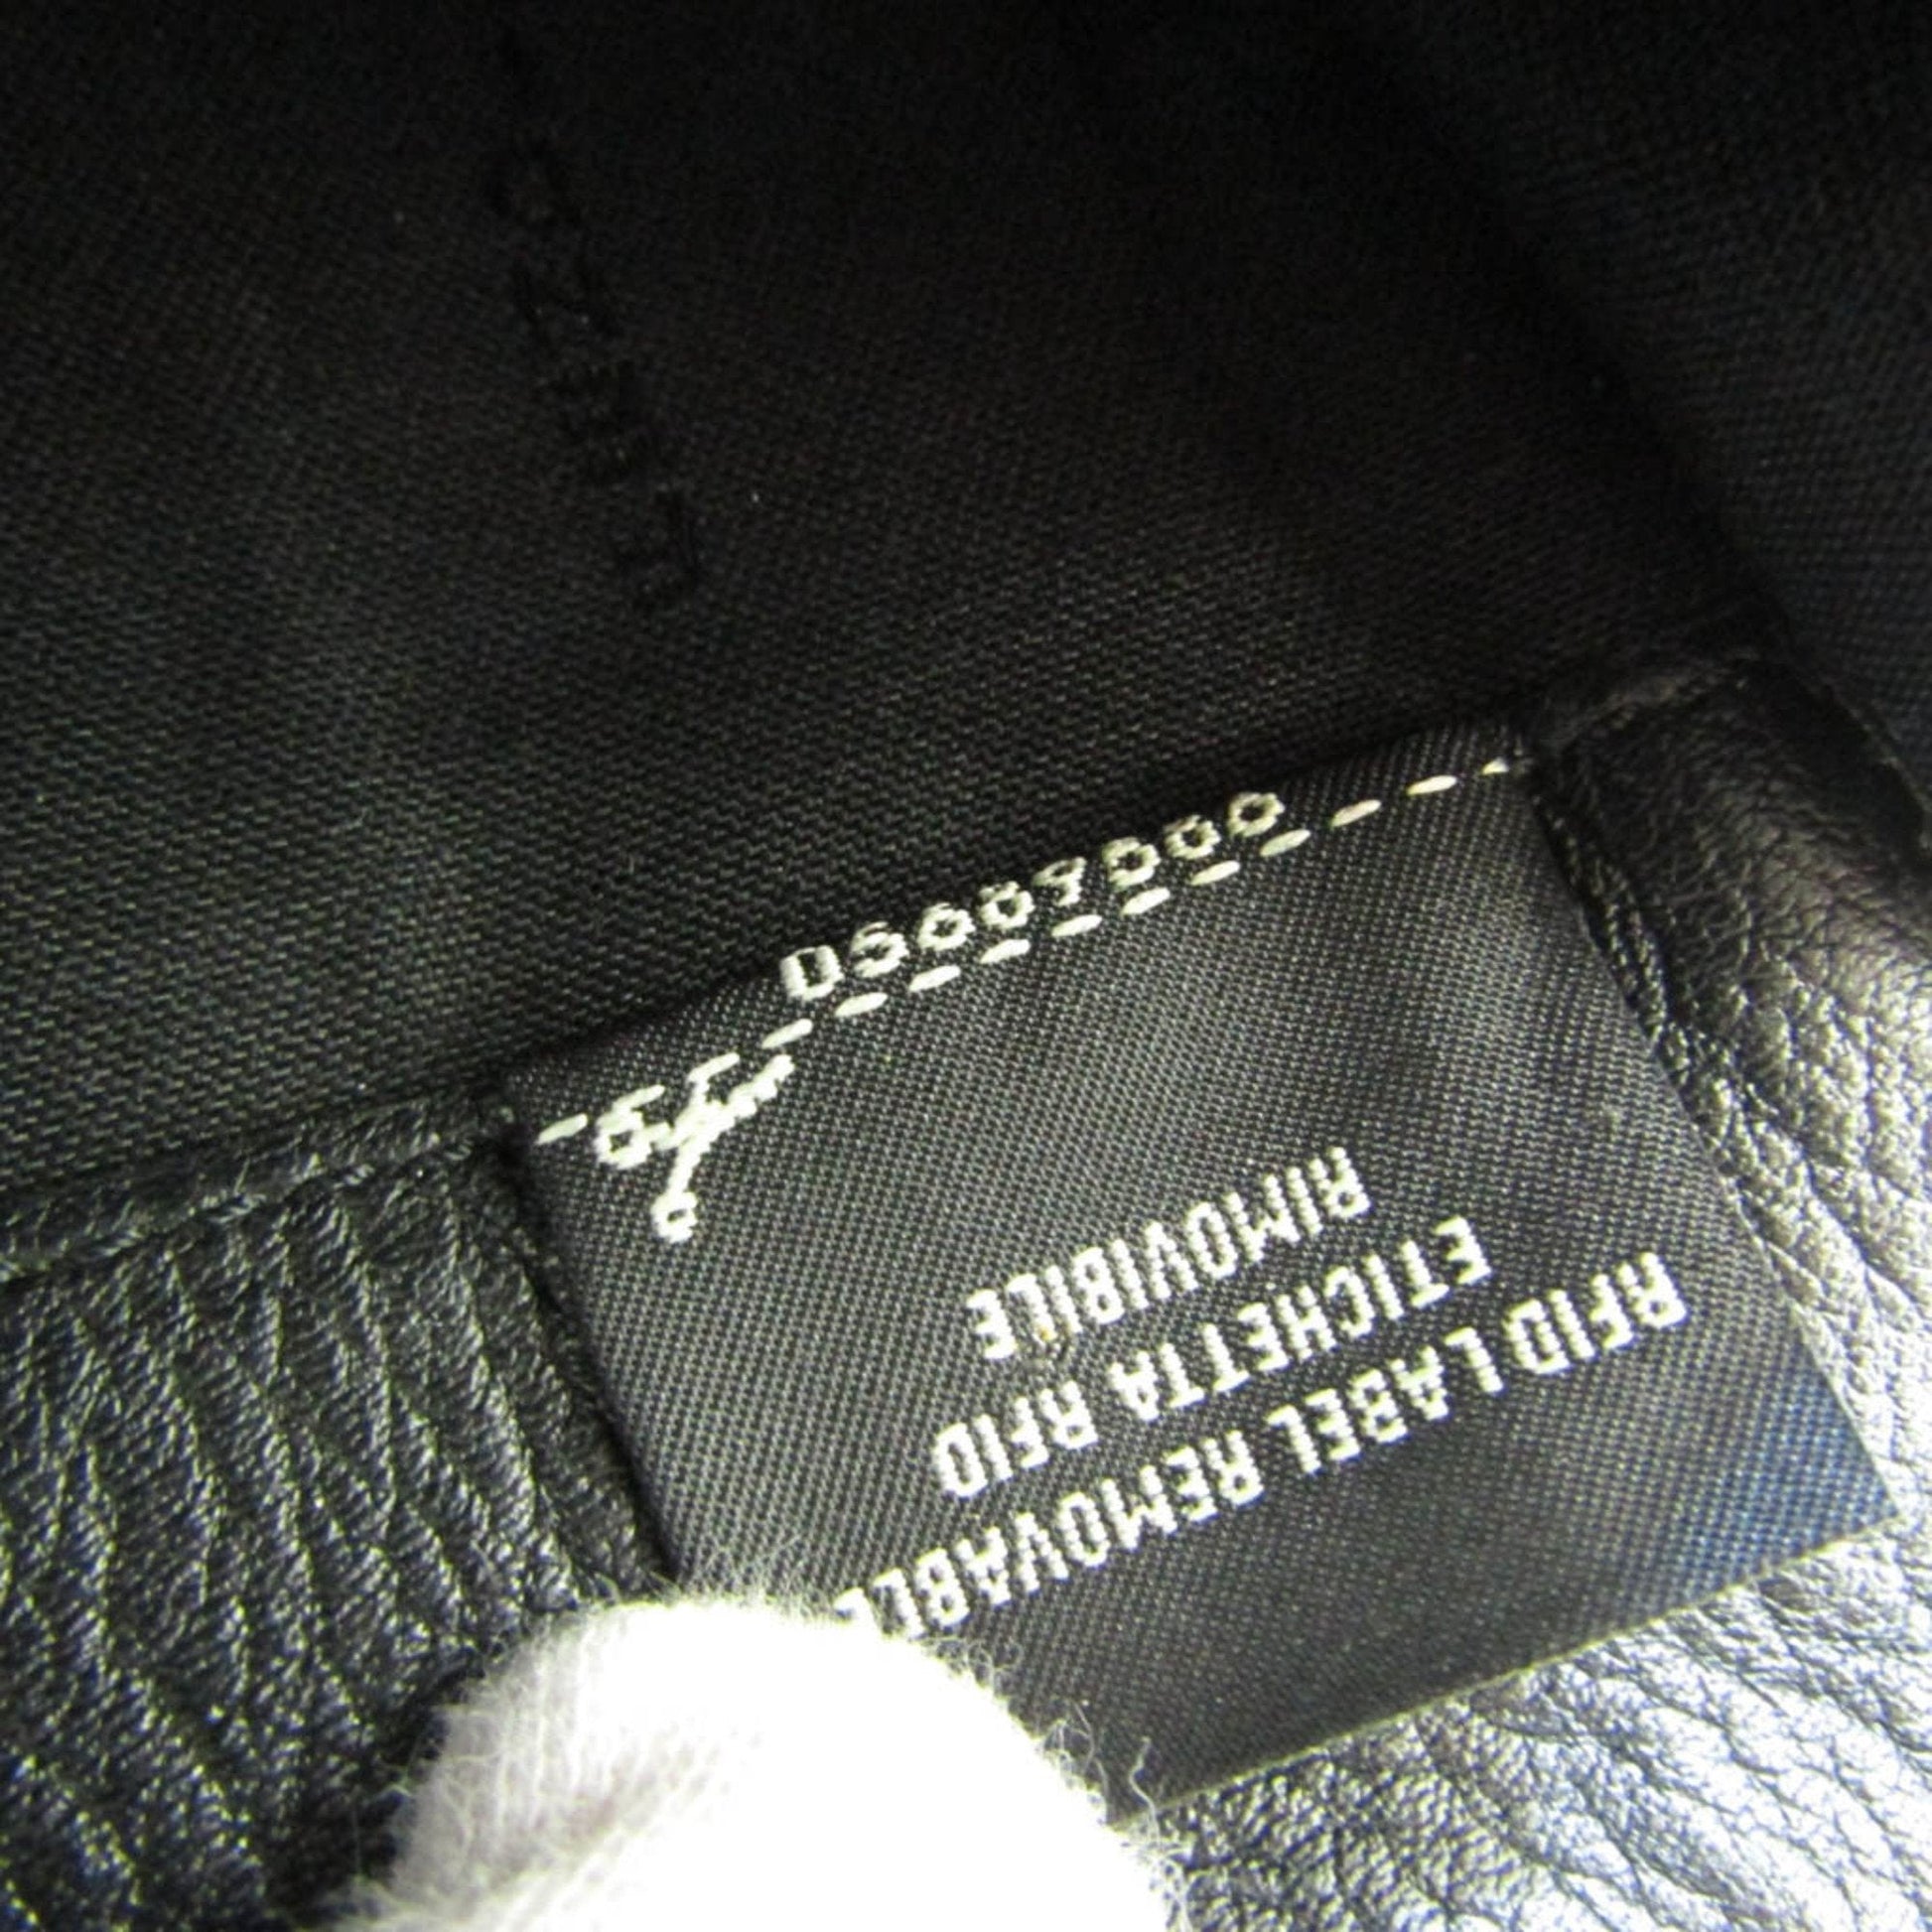 RFID LABEL REMOVABLE
ETICHETTA RFID
RIMOVIBILE